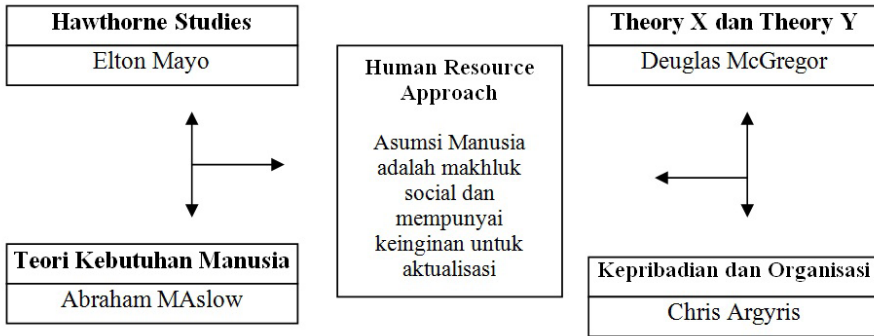 Hawthorne Studies
Elton Mayo
Teori Kebutuhan Manusia
Abraham MAslow
Human Resource
Approach
Asumsi Manusia
adalah makhluk
social dan
mempunyai
keinginan untuk
aktualisasi
Theory X dan Theory Y
Deuglas McGregor
Kepribadian dan Organisasi
Chris Argyris